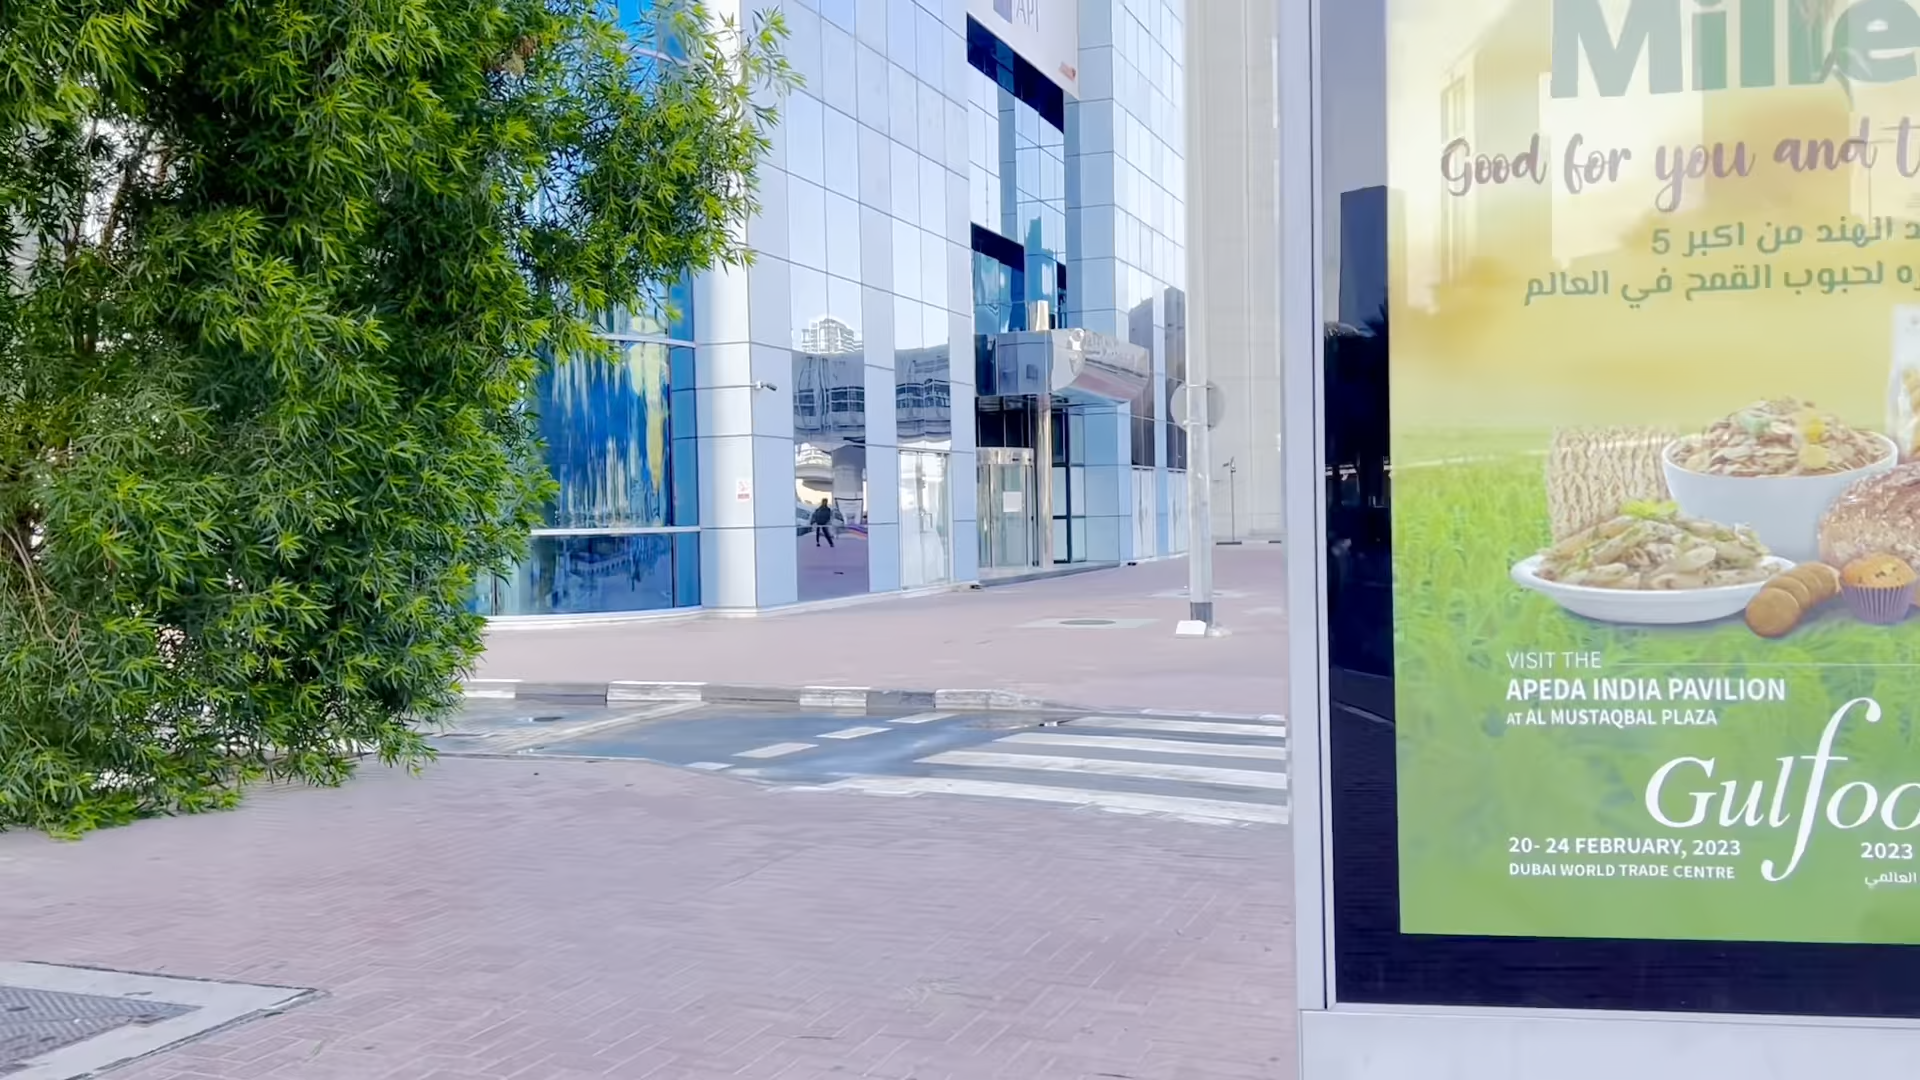 API
Mille
Good for you and t
د الهند من اكبر 5
ره لحبوب القمح في العالم
VISIT THE
APEDA INDIA PAVILION
AT AL MUSTAQBAL PLAZA
Gulfoo
20- 24 FEBRUARY, 2023
2023
DUBAI WORLD TRADE CENTRE
العالمي